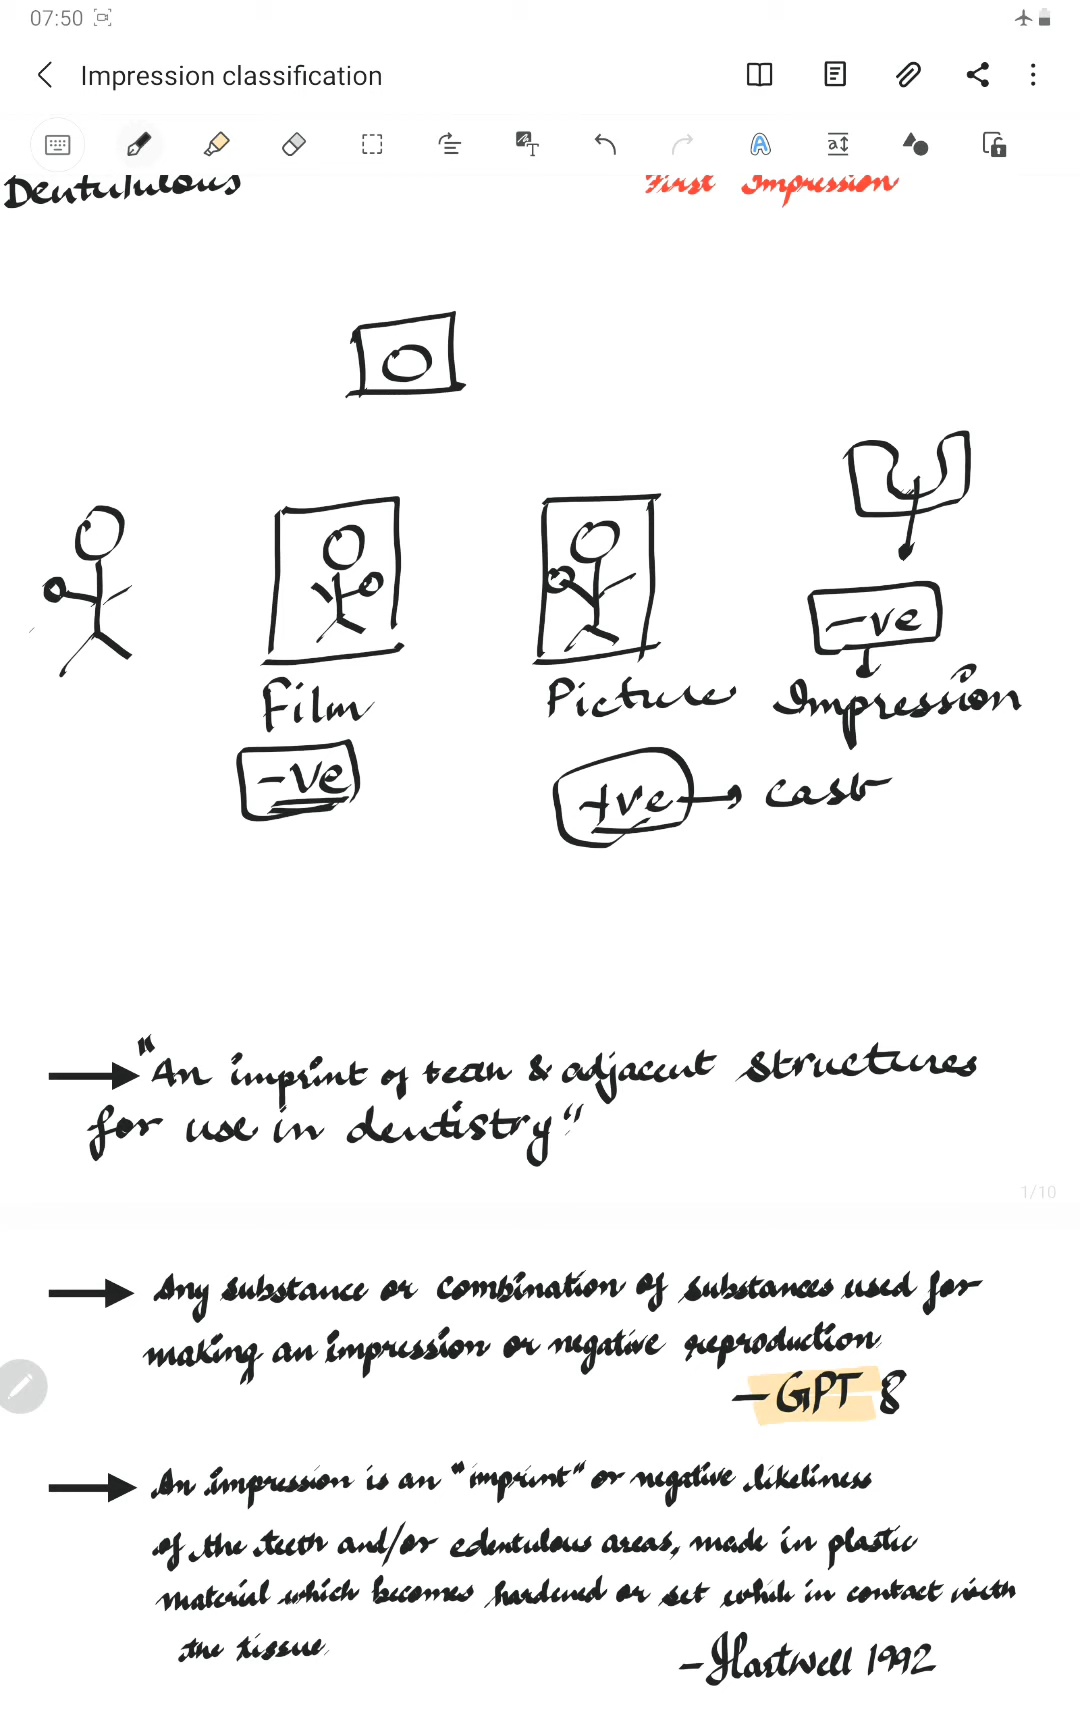 07:50
Impression classification
Dentululous
First Impression
-ve
Film
Picture
Impression
-ve
+ve → cast
→ "An imprint of teeth & adjacent structures
for use in dentistry"
1/10
→ Any substance or combination of substances used for
making an impression or negative reproduction
- GPT 8
→ An impression is an "imprint" or negative likeliness
of the teeth and/or edentulous areas, made in plastic
material which becomes hardened or set while in contact with
the tissue.
- Hartwell 1992